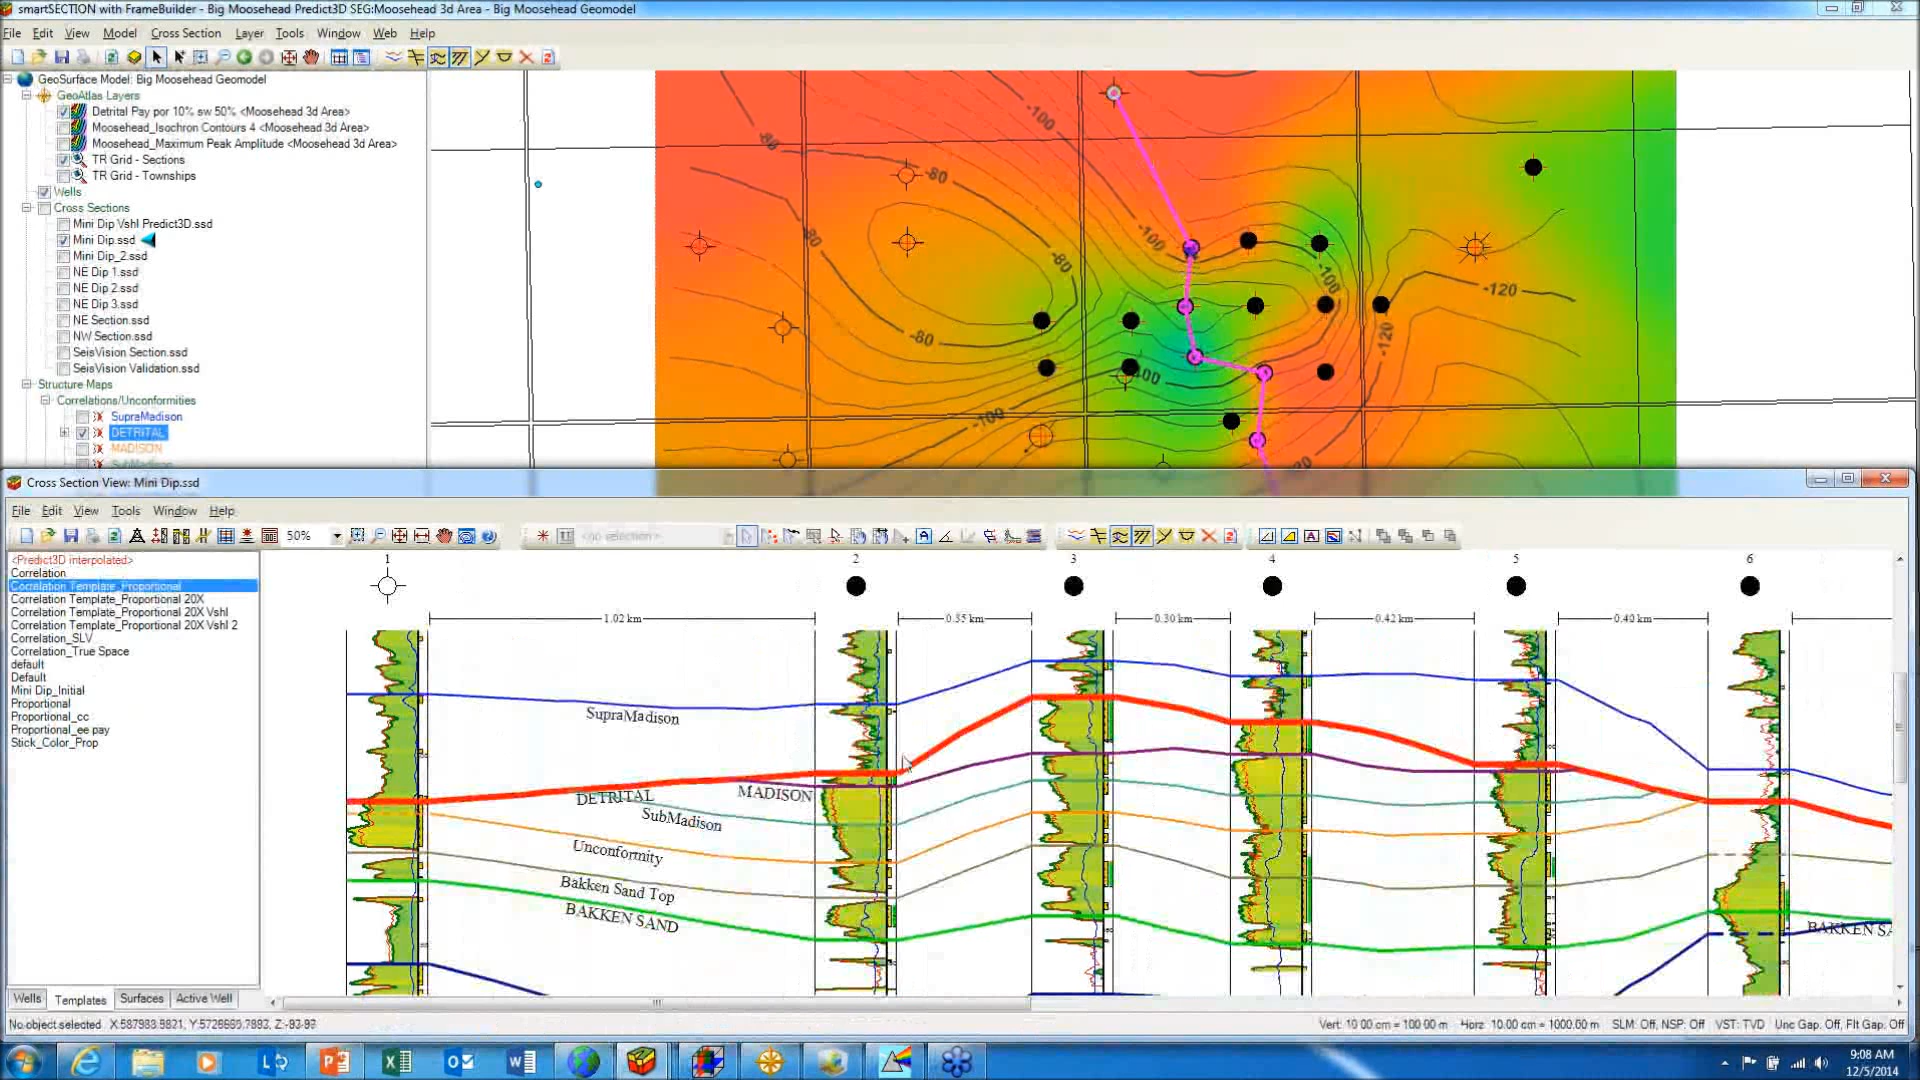 smartSECTION with FrameBuilder - Big Moosehead Predict3D SEG:Moosehead 3d Area - Big Moosehead Geomodel
File Edit View Model Cross Section Layer Tools Window Web Help
GeoSurface Model: Big Moosehead Geomodel
GeoAtlas Layers
Detrital Pay por 10% sw 50% <Moosehead 3d Area>
Moosehead_Isochron Contours 4 <Moosehead 3d Area>
Moosehead_Maximum Peak Amplitude <Moosehead 3d Area>
TR Grid - Sections
TR Grid - Townships
Wells
Cross Sections
Mini Dip Vshl Predict3D.ssd
Mini Dip.ssd
Mini Dip_2.ssd
NE Dip 1.ssd
NE Dip 2.ssd
NE Dip 3.ssd
NE Section.ssd
NW Section.ssd
SeisVision Section.ssd
SeisVision Validation.ssd
Structure Maps
Correlations/Unconformities
SupraMadison
DETRITAL
MADISON
SubMadison
-80
-100
-80
-80
-100
-80
-100
-120
-80
-120
-100
Cross Section View: Mini Dip.ssd
File Edit View Tools Window Help
50%
<no selection>
<Predict3D interpolated>
Correlation
Correlation Template_Proportional
Correlation Template_Proportional 20X
Correlation Template_Proportional 20X Vshl
Correlation Template_Proportional 20X Vshl 2
Correlation_SLV
Correlation_True Space
default
Default
Mini Dip_Initial
Proportional
Proportional_cc
Proportional_ee pay
Stick_Color_Prop
1 2 3 4 5 6
1.02 km 0.55 km 0.30 km 0.42 km 0.40 km
SupraMadison
DETRITAL
MADISON
SubMadison
Unconformity
Bakken Sand Top
BAKKEN SAND
BAKKEN SA
Wells Templates Surfaces Active Well
No object selected
Vert: 10.00 cm = 100.00 m Horz: 10.00 cm = 1000.00 m SLM: Off, NSP: Off VST: TVD Unc Gap. Off, Flt Gap. Off
9:08 AM
12/5/2014